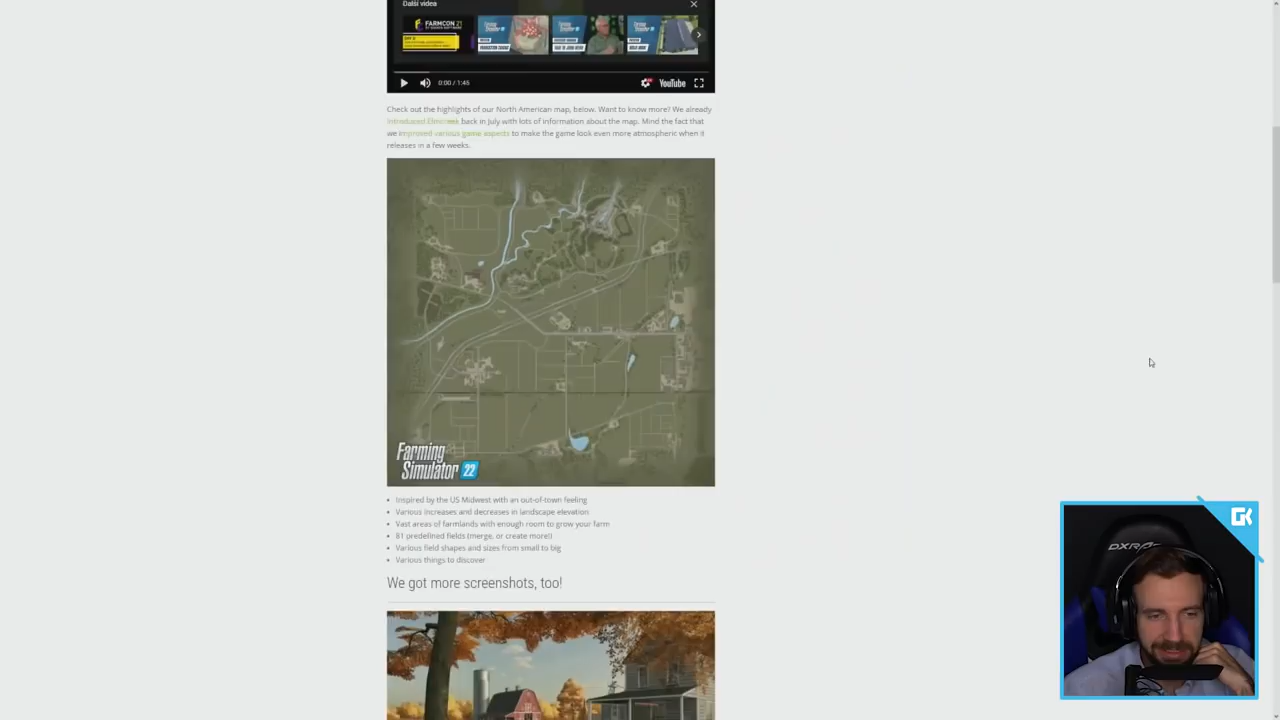 Další videa
FARMCON 21
0:00 / 1:45
YouTube
Check out the highlights of our North American map, below. Want to know more? We already
introduced Elmcreek back in July with lots of information about the map. Mind the fact that
we improved various game aspects to make the game look even more atmospheric when it
releases in a few weeks.
Farming
Simulator 22
Inspired by the US Midwest with an out-of-town feeling
Various increases and decreases in landscape elevation
Vast areas of farmlands with enough room to grow your farm
81 predefined fields (merge, or create more!)
Various field shapes and sizes from small to big
Various things to discover
We got more screenshots, too!
GK
DXRACER